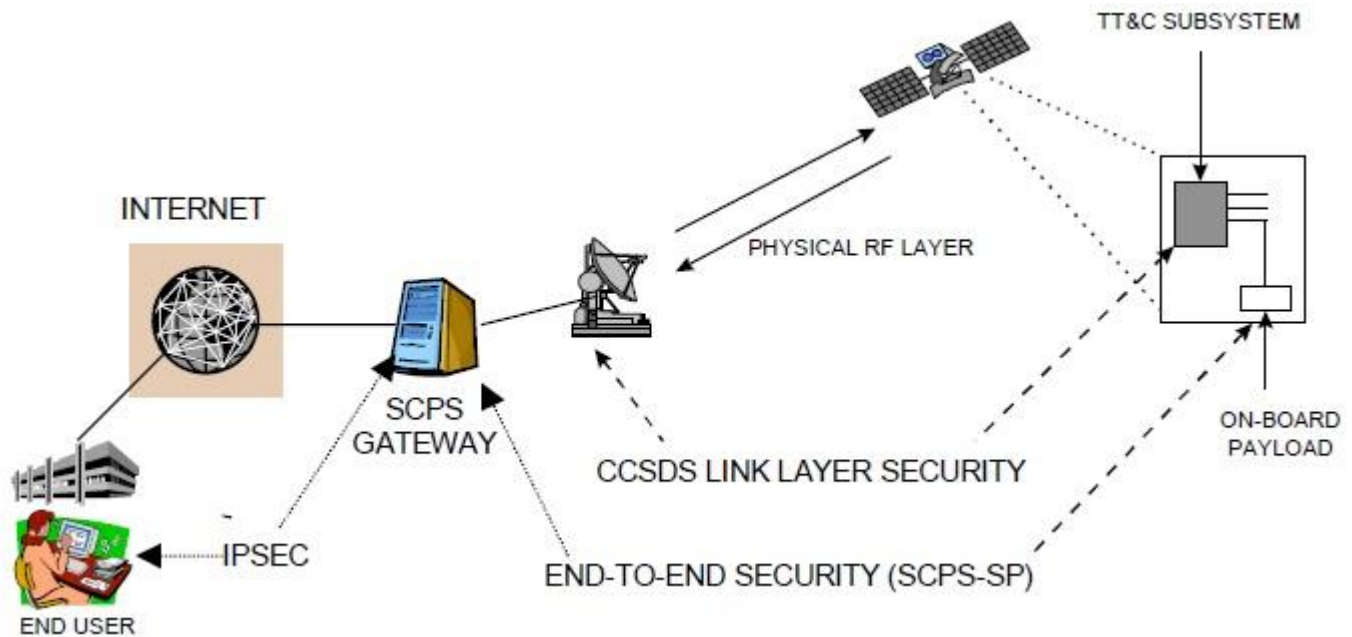 TT&C SUBSYSTEM
INTERNET
PHYSICAL RF LAYER
SCPS
GATEWAY
ON-BOARD
PAYLOAD
CCSDS LINK LAYER SECURITY
IPSEC
END-TO-END SECURITY (SCPS-SP)
END USER